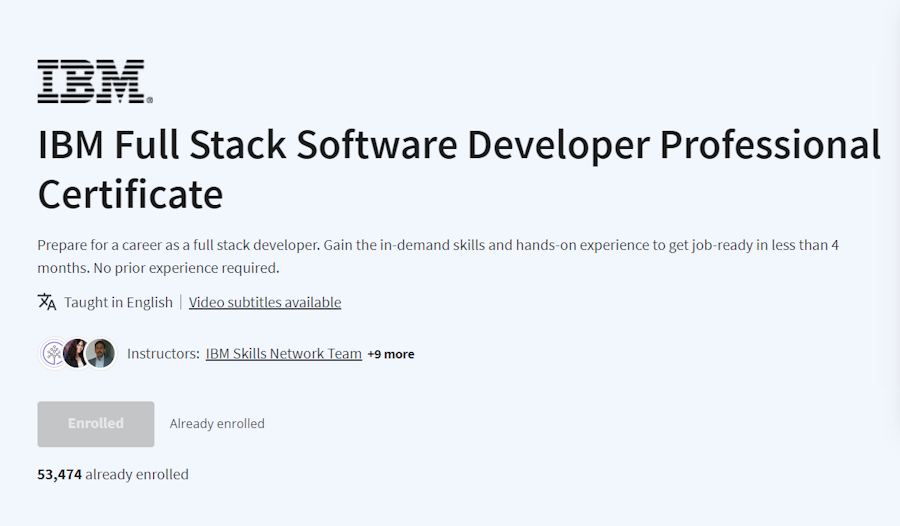 IBM®
IBM Full Stack Software Developer Professional
Certificate
Prepare for a career as a full stack developer. Gain the in-demand skills and hands-on experience to get job-ready in less than 4
months. No prior experience required.
Taught in English | Video subtitles available
Instructors: IBM Skills Network Team +9 more
Enrolled Already enrolled
53,474 already enrolled